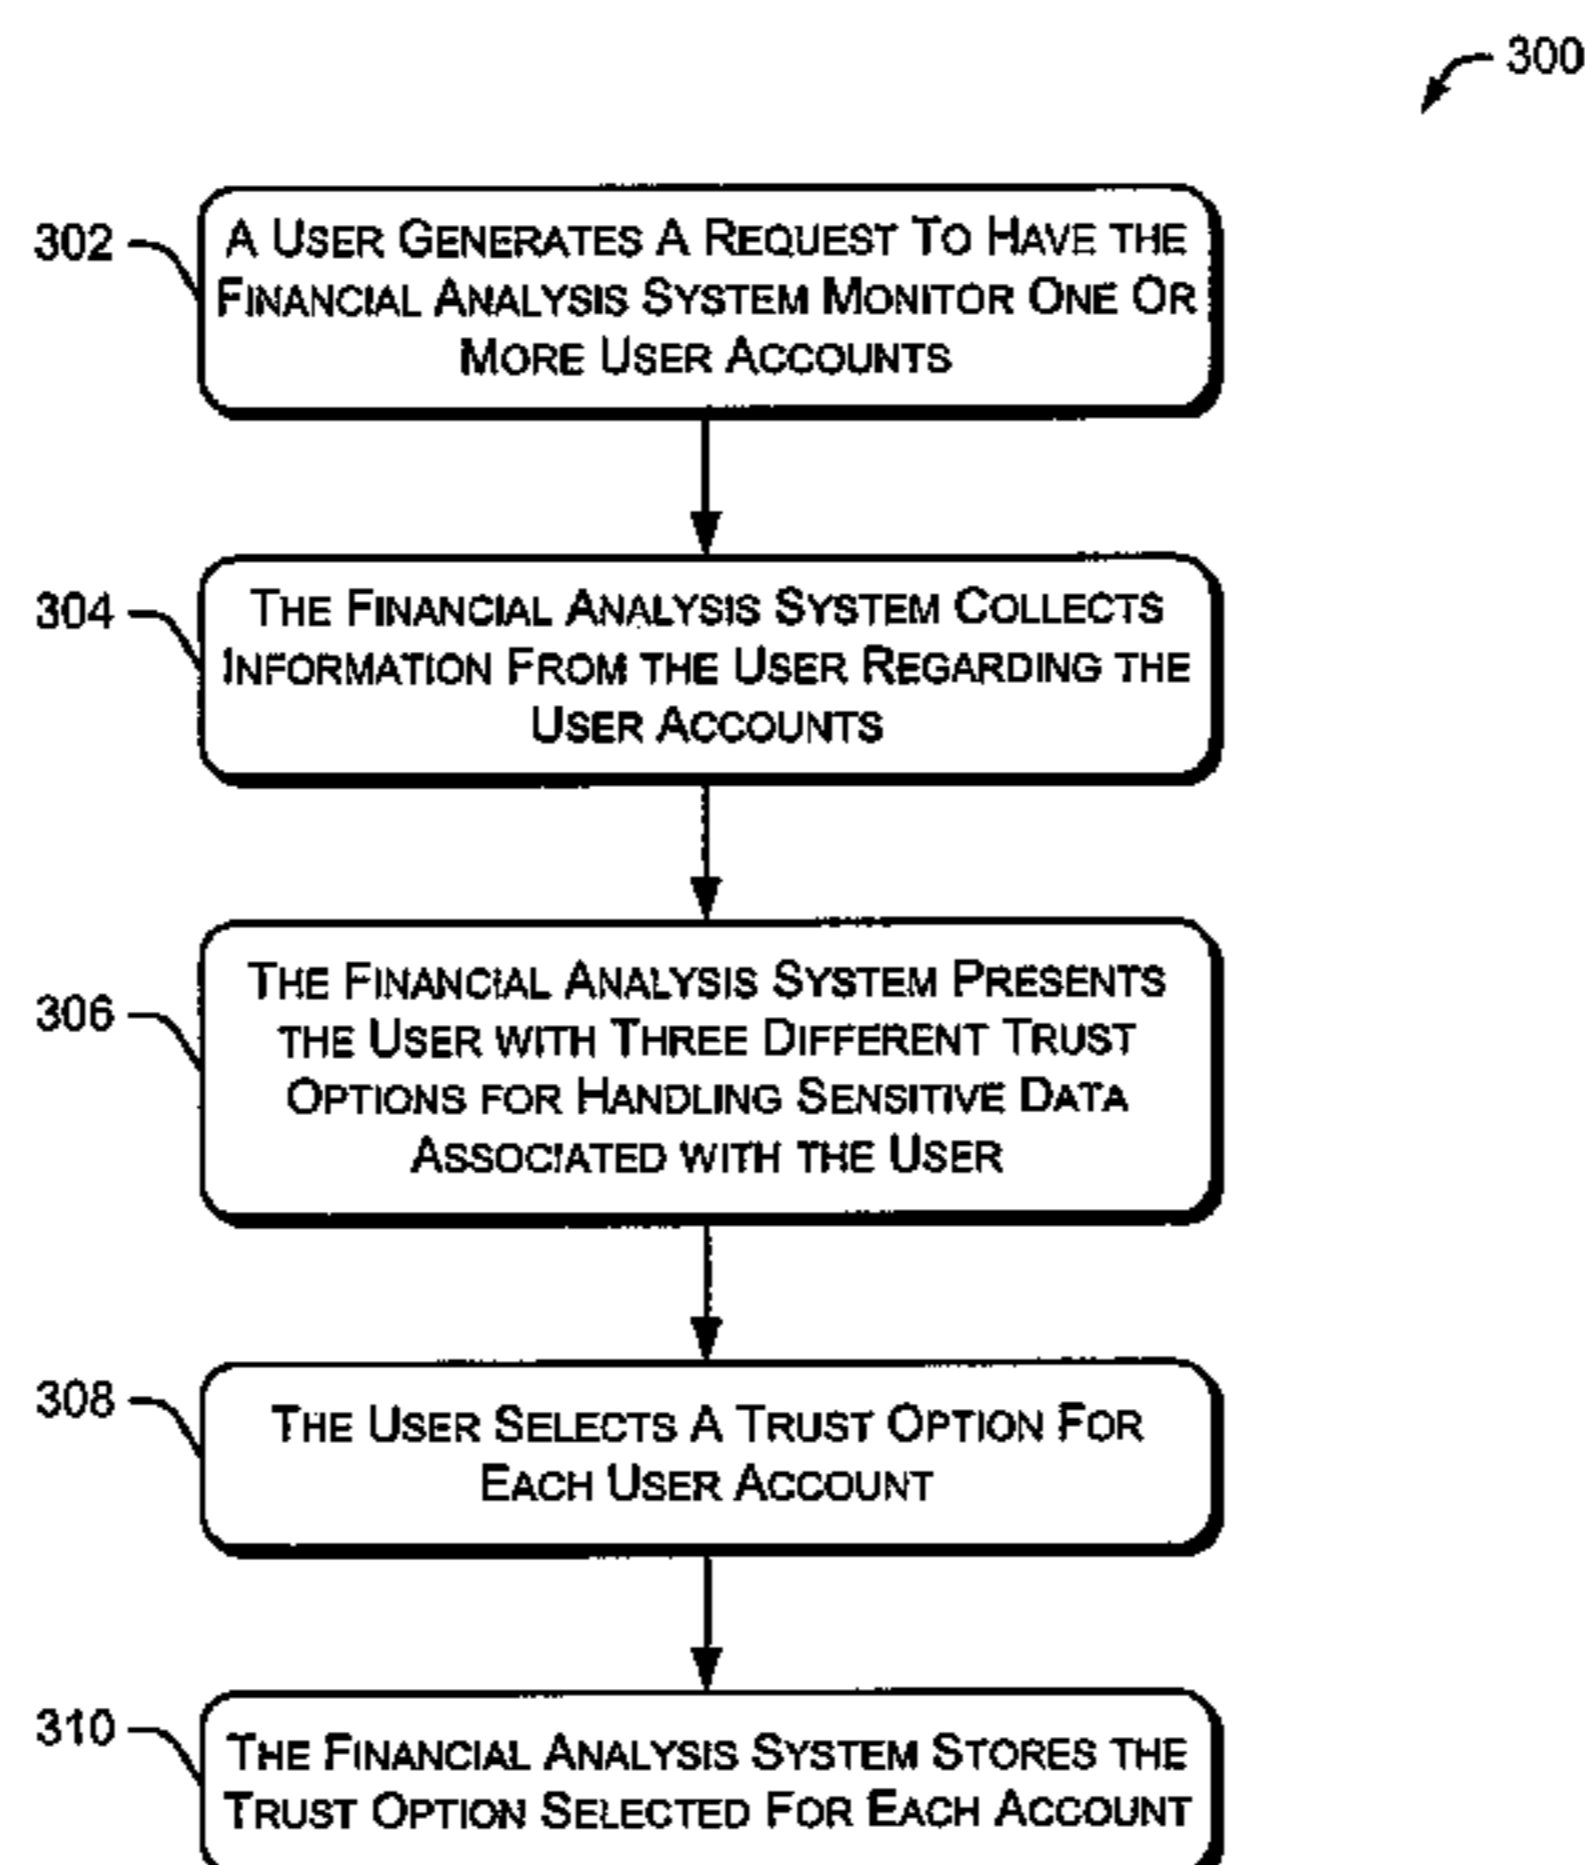 300
302
A USER GENERATES A REQUEST TO HAVE THE
FINANCIAL ANALYSIS SYSTEM MONITOR ONE OR
MORE USER ACCOUNTS
304
THE FINANCIAL ANALYSIS SYSTEM COLLECTS
INFORMATION FROM THE USER REGARDING THE
USER ACCOUNTS
306
THE FINANCIAL ANALYSIS SYSTEM PRESENTS
THE USER WITH THREE DIFFERENT TRUST
OPTIONS FOR HANDLING SENSITIVE DATA
ASSOCIATED WITH THE USER
308
THE USER SELECTS A TRUST OPTION FOR
EACH USER ACCOUNT
310
THE FINANCIAL ANALYSIS SYSTEM STORES THE
TRUST OPTION SELECTED FOR EACH ACCOUNT